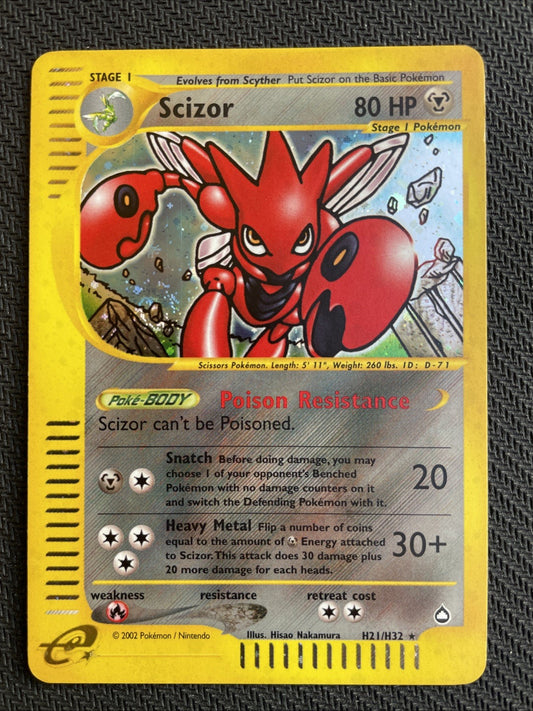 STAGE 1
Evolves from Scyther Put Scizor on the Basic Pokémon
Scizor 80 HP
Stage 1 Pokémon
Scissors Pokémon. Length: 5' 11", Weight: 260 lbs. ID: D-71
Poké-BODY Poison Resistance
Scizor can't be Poisoned.
Snatch Before doing damage, you may
choose 1 of your opponent's Benched
Pokémon with no damage counters on it
and switch the Defending Pokémon with it.
20
Heavy Metal Flip a number of coins
equal to the amount of Energy attached
to Scizor. This attack does 30 damage plus
20 more damage for each heads.
30+
weakness resistance retreat cost
© 2002 Pokémon / Nintendo Illus. Hisao Nakamura H21/H32 ★
e